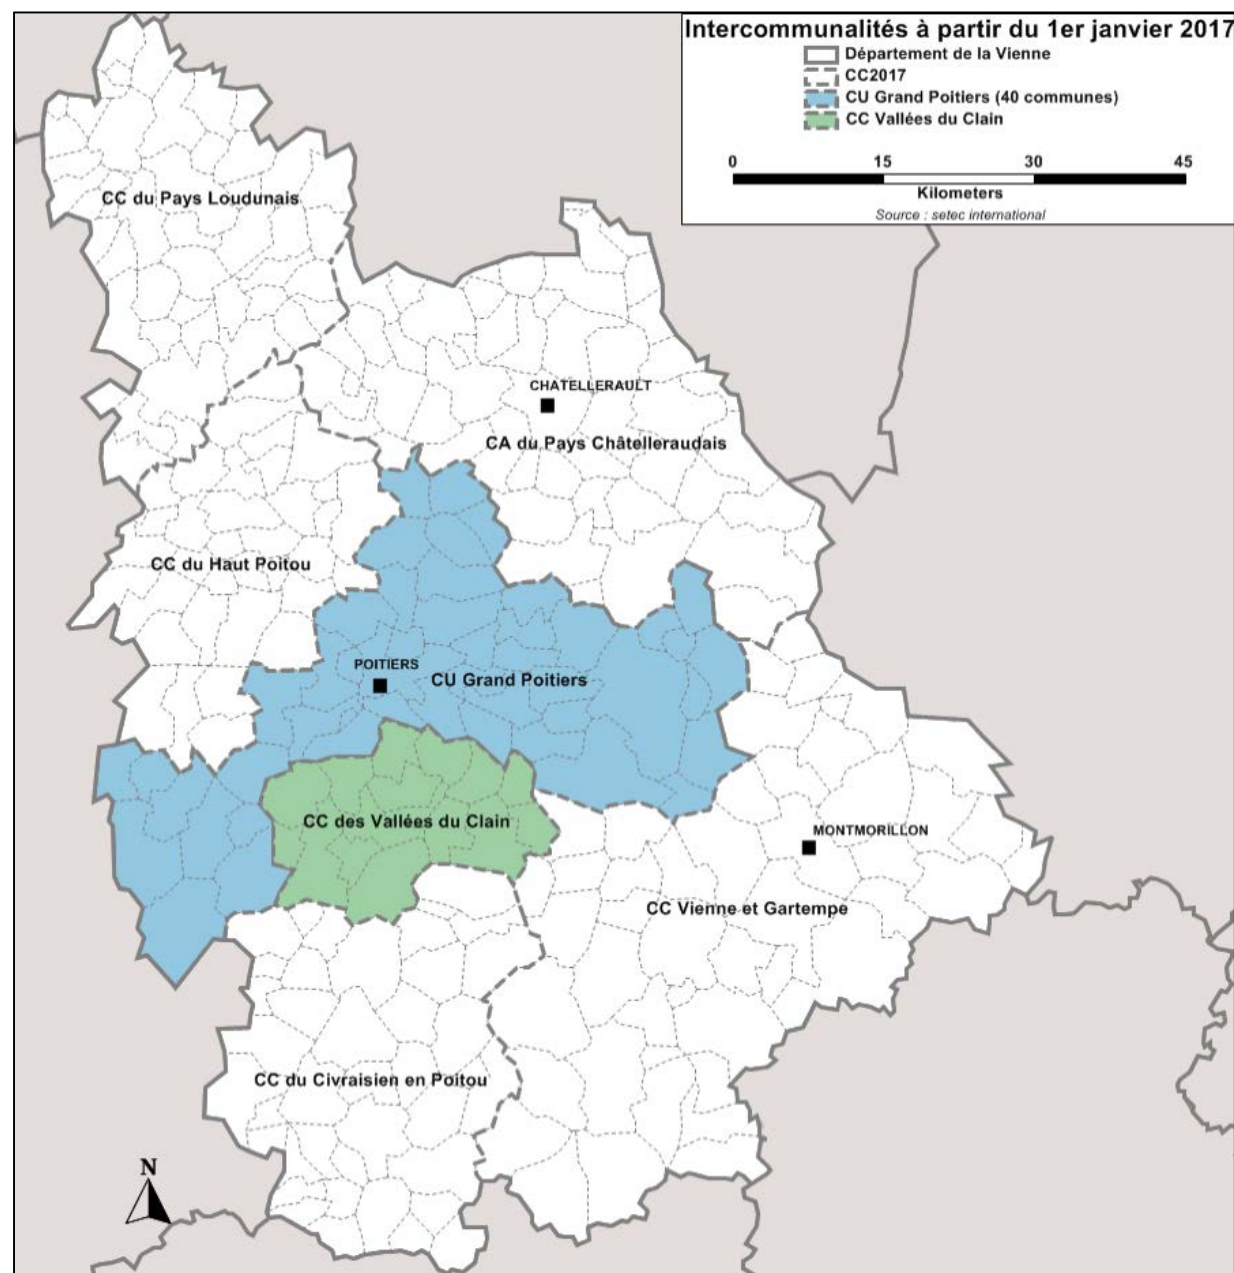 Intercommunalités à partir du 1er janvier 2017
Département de la Vienne
CC2017
CU Grand Poitiers (40 communes)
CC Vallées du Clain
0 15 30 45
Kilometers
Source : setec international
CC du Pays Loudunais
CHATELLERAULT
CA du Pays Châtelleraudais
CC du Haut Poitou
POITIERS
CU Grand Poitiers
CC des Vallées du Clain
MONTMORILLON
CC Vienne et Gartempe
CC du Civraisien en Poitou
N